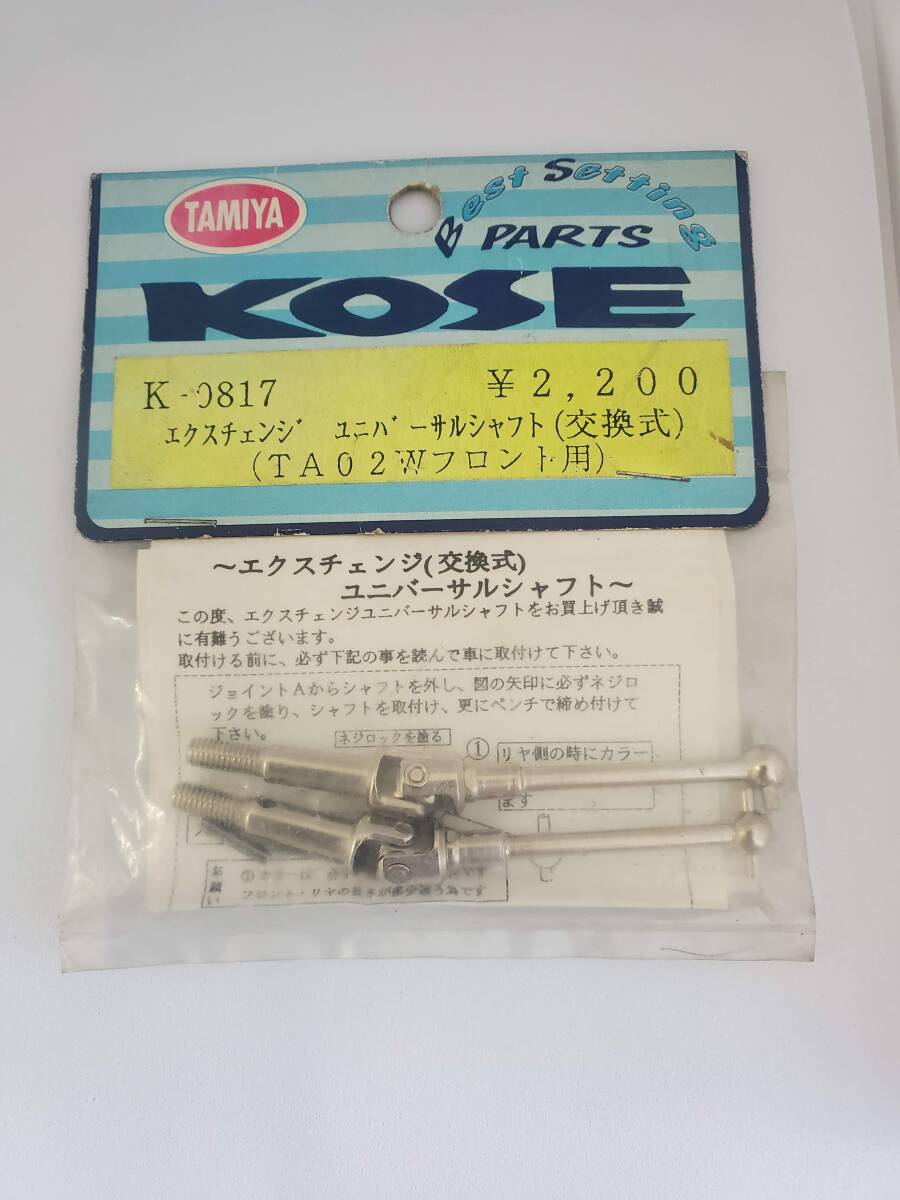 TAMIYA
Best Setting
PARTS
KOSE
K-0817 ¥2,200
エクスチェンジ ユニバーサルシャフト(交換式)
(TA02Wフロント用)
～エクスチェンジ(交換式)
ユニバーサルシャフト～
この度、エクスチェンジユニバーサルシャフトをお買上げ頂き誠
に有難うございます。
取付ける前に、必ず下記の事を読んで車に取付けて下さい。
ジョイントAからシャフトを外し、図の矢印に必ずネジロ
ックを塗り、シャフトを取付け、更にペンチで締め付けて
下さい。
ネジロックを塗る
①
リヤ側の時にカラー
ます
お願い
フロント・リヤの長さが多少違う為です